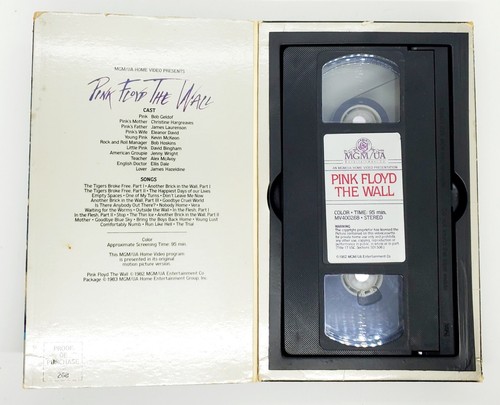 MGM/UA HOME VIDEO PRESENTS
PINK FLOYD THE WALL
CAST
Pink Bob Geldof
Pink's Mother Christine Hargreaves
Pink's Father James Laurenson
Pink's Wife Eleanor David
Young Pink Kevin McKeon
Rock and Roll Manager Bob Hoskins
Little Pink David Bingham
American Groupie Jenny Wright
Teacher Alex McAvoy
English Doctor Ellis Dale
Lover James Hazeldine
SONGS
The Tigers Broke Free, Part I • Another Brick in the Wall, Part I
The Tigers Broke Free, Part II • The Happiest Days of our Lives
Empty Spaces • One of My Turns • Don't Leave Me Now
Another Brick in the Wall, Part III • Goodbye Cruel World
Is There Anybody Out There? • Nobody Home • Vera
Waiting for the Worms • Outside the Wall • In the Flesh, Part I
In the Flesh, Part II • Stop • The Thin Ice • Another Brick in the Wall, Part II
Mother • Goodbye Blue Sky • Bring the Boys Back Home • Young Lust
Comfortably Numb • Run Like Hell • The Trial
Color
Approximate Screening Time: 95 min.
This MGM/UA Home Video program
is presented in its original
motion picture version.
Pink Floyd The Wall © 1982 MGM/UA Entertainment Co.
Package © 1983 MGM/UA Home Entertainment Group, Inc.
PROOF
OF
PURCHASE
MGM/UA
HOME VIDEO
PINK FLOYD
THE WALL
COLOR • TIME: 95 min.
MV400268 • STEREO
WARNING:
©1982 MGM/UA Entertainment Co.